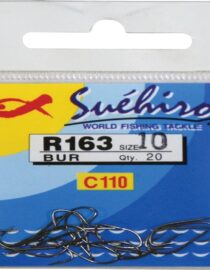 Suéhiro
WORLD FISHING TACKLE
R163 SIZE 10
BUR Qty. 20
C110